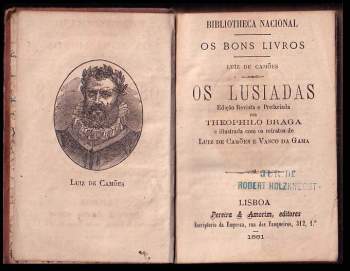 LUIZ DE CAMÕES
BIBLIOTHECA NACIONAL
OS BONS LIVROS
LUIZ DE CAMÕES
OS LUSIADAS
Edição Revista e Prefaciada
POR
THEOPHILO BRAGA
e illustrada com os retratos de
LUIZ DE CAMÕES E VASCO DA GAMA
ROBERT
LISBOA
Pereira & Amorim, editores
Escriptorio da Empreza, rua dos Fanqueiros, 312, 1.º
1881